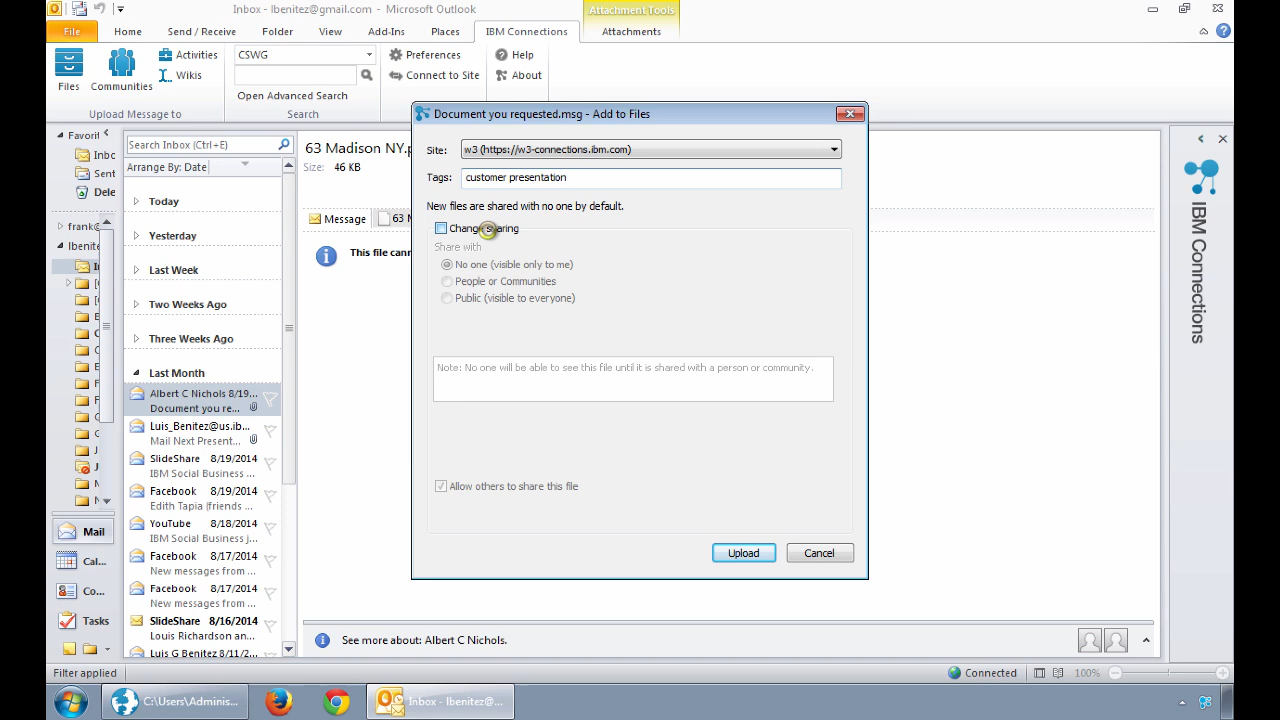 Inbox - lbenitez@gmail.com - Microsoft Outlook
Attachment Tools
File
Home
Send / Receive
Folder
View
Add-Ins
Places
IBM Connections
Attachments
Files
Communities
Activities
Wikis
Upload Message to
CSWG
Open Advanced Search
Search
Preferences
Connect to Site
Help
About
Favorit
Inbo
Sent
Dele
frank@
lbenite
In
[
[
E
C
C
E
F
F
C
G
J
J
N
N
Mail
Cal...
Co...
Tasks
Search Inbox (Ctrl+E)
Arrange By: Date
Today
Yesterday
Last Week
Two Weeks Ago
Three Weeks Ago
Last Month
Albert C Nichols 8/19...
Document you re...
Luis_Benitez@us.ib...
Mail Next Present...
SlideShare 8/19/2014
IBM Social Business ...
Facebook 8/19/2014
Edith Tapia (friends ...
YouTube 8/18/2014
IBM Social Business j...
Facebook 8/17/2014
New messages from ...
Facebook 8/17/2014
New messages from ...
SlideShare 8/16/2014
Louis Richardson an...
Luis G Benitez 8/11/2...
63 Madison NY.p
Size: 46 KB
Message
63 M
This file cann
Document you requested.msg - Add to Files
Site: w3 (https://w3-connections.ibm.com)
Tags: customer presentation
New files are shared with no one by default.
Change sharing
Share with
No one (visible only to me)
People or Communities
Public (visible to everyone)
Note: No one will be able to see this file until it is shared with a person or community.
Allow others to share this file
Upload
Cancel
See more about: Albert C Nichols.
IBM Connections
Filter applied
Connected
100%
C:\Users\Adminis...
Inbox - lbenitez@...